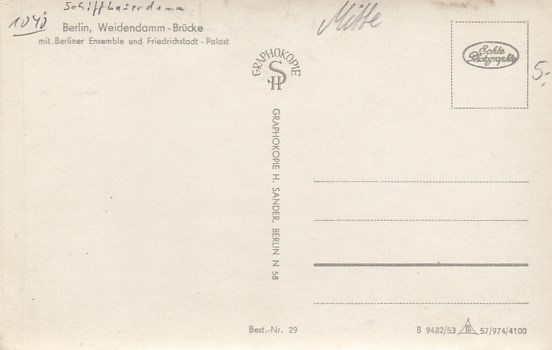 Schiffbauerdamm
1040
Berlin, Weidendamm-Brücke
mit Berliner Ensemble und Friedrichstadt-Palast
Mitte
GRAPHOKOPIE
SH
Echte
Photographie
5,-
GRAPHOKOPIE H. SANDER, BERLIN N 58
Best.-Nr. 29
B 9482/53 57/974/4100